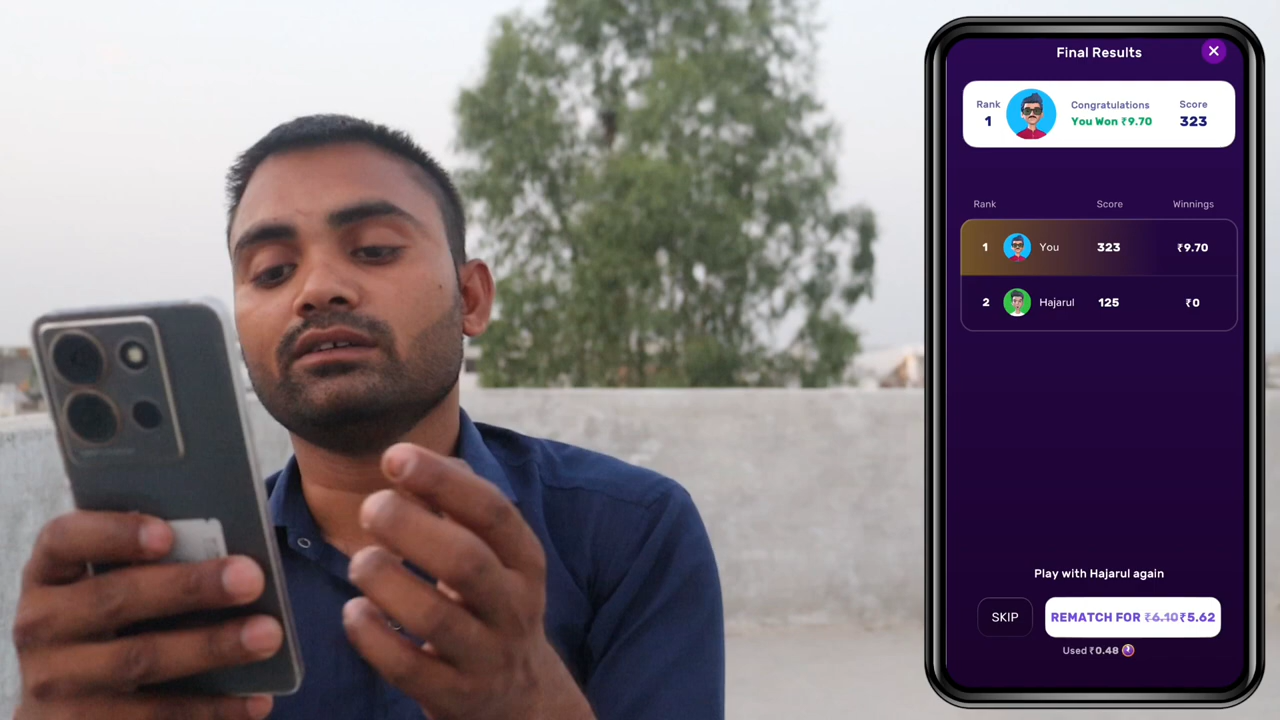 Final Results
Rank
1
Congratulations
You Won ₹9.70
Score
323
Rank Score Winnings
1 You 323 ₹9.70
2 Hajarul 125 ₹0
Play with Hajarul again
SKIP
REMATCH FOR ₹6.10₹5.62
Used ₹0.48